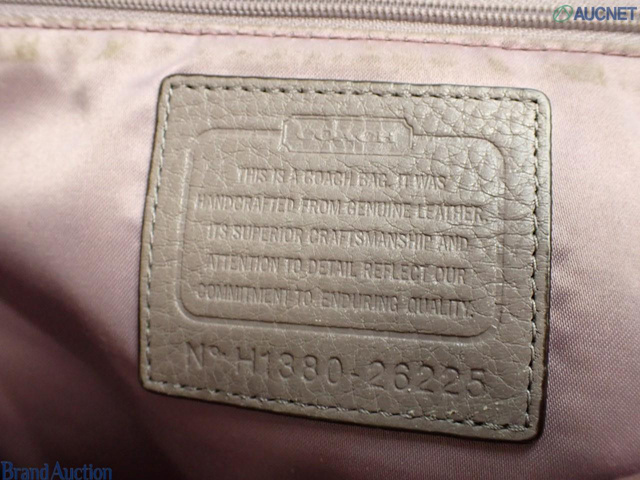 AUCNET
COACH
THIS IS A COACH BAG. IT WAS
HANDCRAFTED FROM GENUINE LEATHER.
ITS SUPERIOR CRAFTSMANSHIP AND
ATTENTION TO DETAIL REFLECT OUR
COMMITMENT TO ENDURING QUALITY.
Nº H1380-26225
Brand Auction